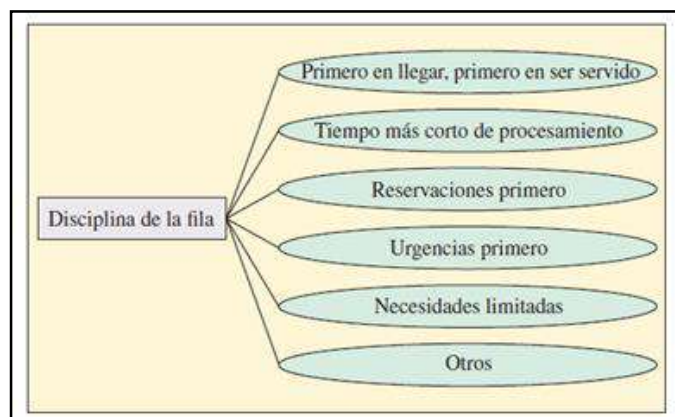 Primero en llegar, primero en ser servido
Tiempo más corto de procesamiento
Reservaciones primero
Disciplina de la fila
Urgencias primero
Necesidades limitadas
Otros